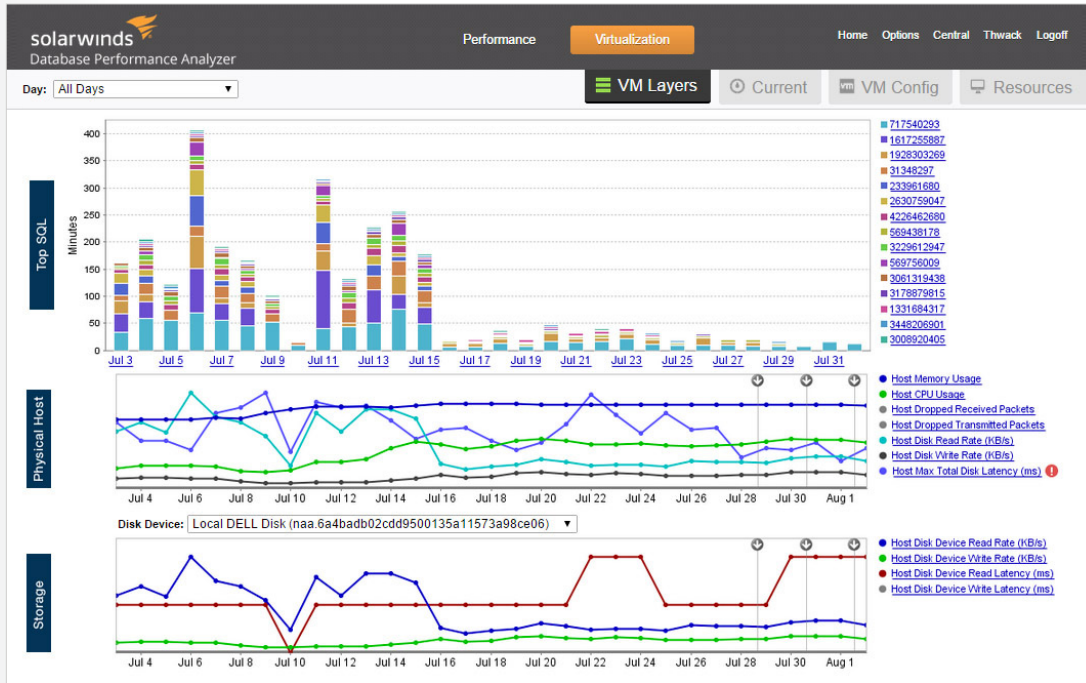 solarwinds
Database Performance Analyzer
Performance
Virtualization
Home Options Central Thwack Logoff
Day: All Days
VM Layers
Current
vm VM Config
Resources
Top SQL
Minutes
400
350
300
250
200
150
100
50
0
Jul 3 Jul 5 Jul 7 Jul 9 Jul 11 Jul 13 Jul 15 Jul 17 Jul 19 Jul 21 Jul 23 Jul 25 Jul 27 Jul 29 Jul 31
717540293
1617255887
1928303269
31348297
233961680
2630759047
4226462680
569438178
3229612947
569756009
3061319438
3178879815
1331684317
3448206901
3008920405
Physical Host
Jul 4 Jul 6 Jul 8 Jul 10 Jul 12 Jul 14 Jul 16 Jul 18 Jul 20 Jul 22 Jul 24 Jul 26 Jul 28 Jul 30 Aug 1
Host Memory Usage
Host CPU Usage
Host Dropped Received Packets
Host Dropped Transmitted Packets
Host Disk Read Rate (KB/s)
Host Disk Write Rate (KB/s)
Host Max Total Disk Latency (ms)
Disk Device: Local DELL Disk (naa.6a4badb02cdd9500135a11573a98ce06)
Storage
Jul 4 Jul 6 Jul 8 Jul 10 Jul 12 Jul 14 Jul 16 Jul 18 Jul 20 Jul 22 Jul 24 Jul 26 Jul 28 Jul 30 Aug 1
Host Disk Device Read Rate (KB/s)
Host Disk Device Write Rate (KB/s)
Host Disk Device Read Latency (ms)
Host Disk Device Write Latency (ms)